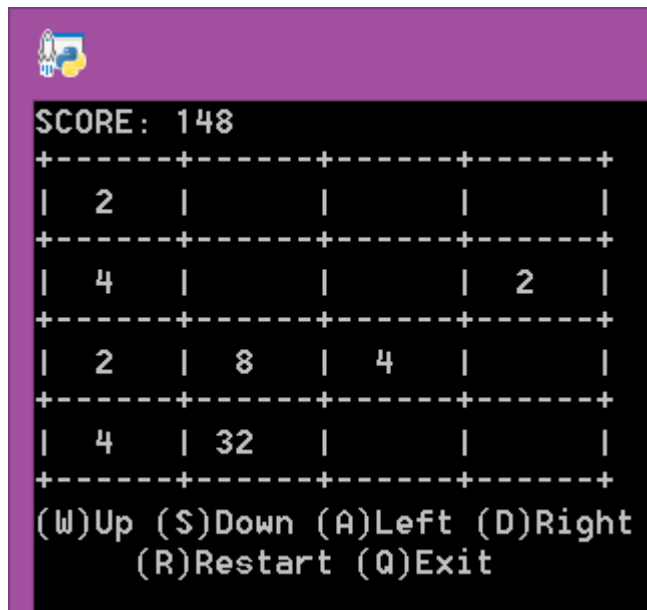 SCORE: 148
+------+------+------+------+
|  2   |      |      |      |
+------+------+------+------+
|  4   |      |      |  2   |
+------+------+------+------+
|  2   |  8   |  4   |      |
+------+------+------+------+
|  4   | 32   |      |      |
+------+------+------+------+
(W)Up (S)Down (A)Left (D)Right
(R)Restart (Q)Exit